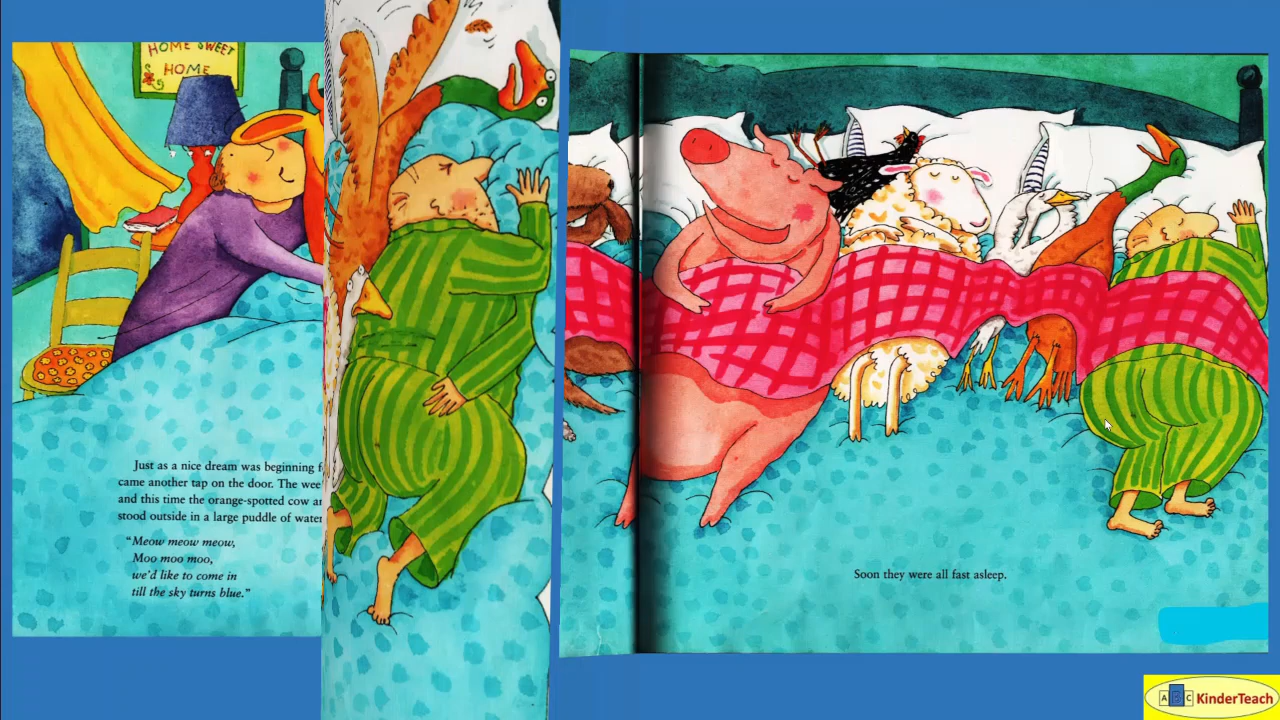 HOME SWEET
HOME
Just as a nice dream was beginning
came another tap on the door. The wee
and this time the orange-spotted cow
stood outside in a large puddle of water
"Meow meow meow,
Moo moo moo,
we'd like to come in
till the sky turns blue."
Soon they were all fast asleep.
ABC KinderTeach